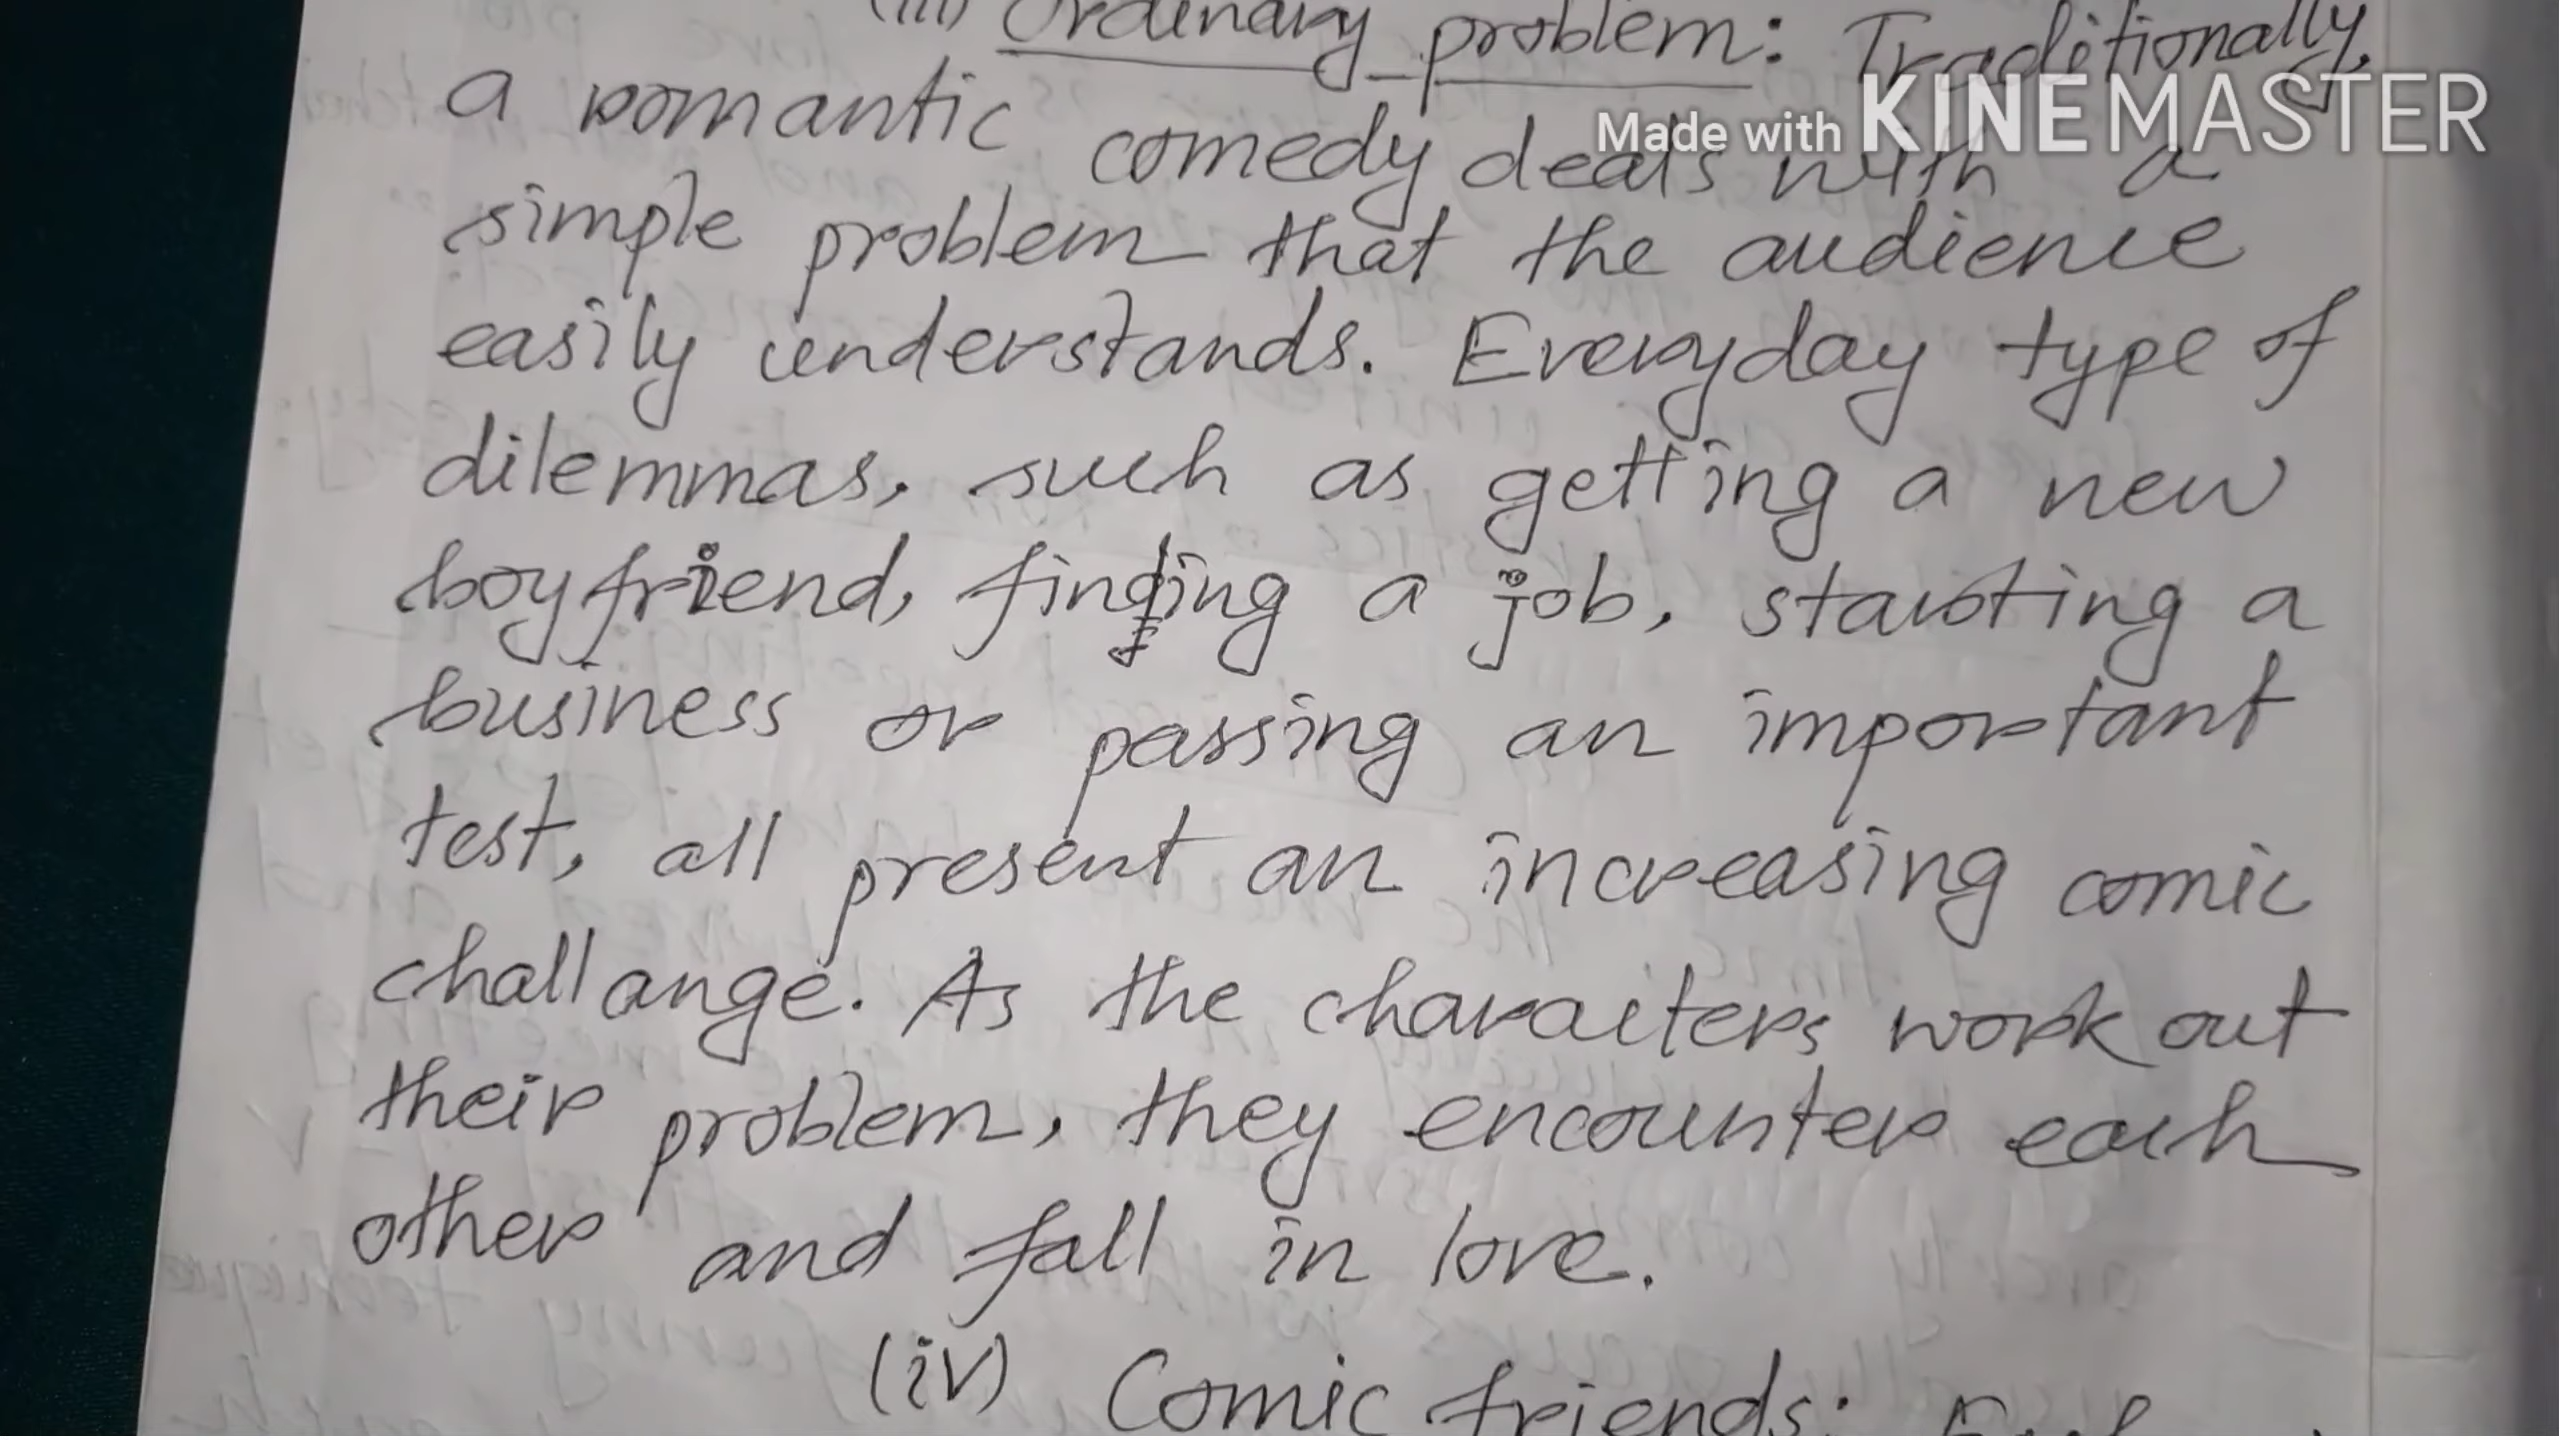 (iii) Ordinary problem: Traditionally,
Made with KINEMASTER
a romantic comedy deals with a
simple problem that the audience
easily understands. Everyday type of
dilemmas, such as getting a new
boyfriend, finding a job, starting a
business or passing an important
test, all present an increasing comic
challange. As the characters work out
their problem, they encounter each
other and fall in love.
(iv) Comic friends: